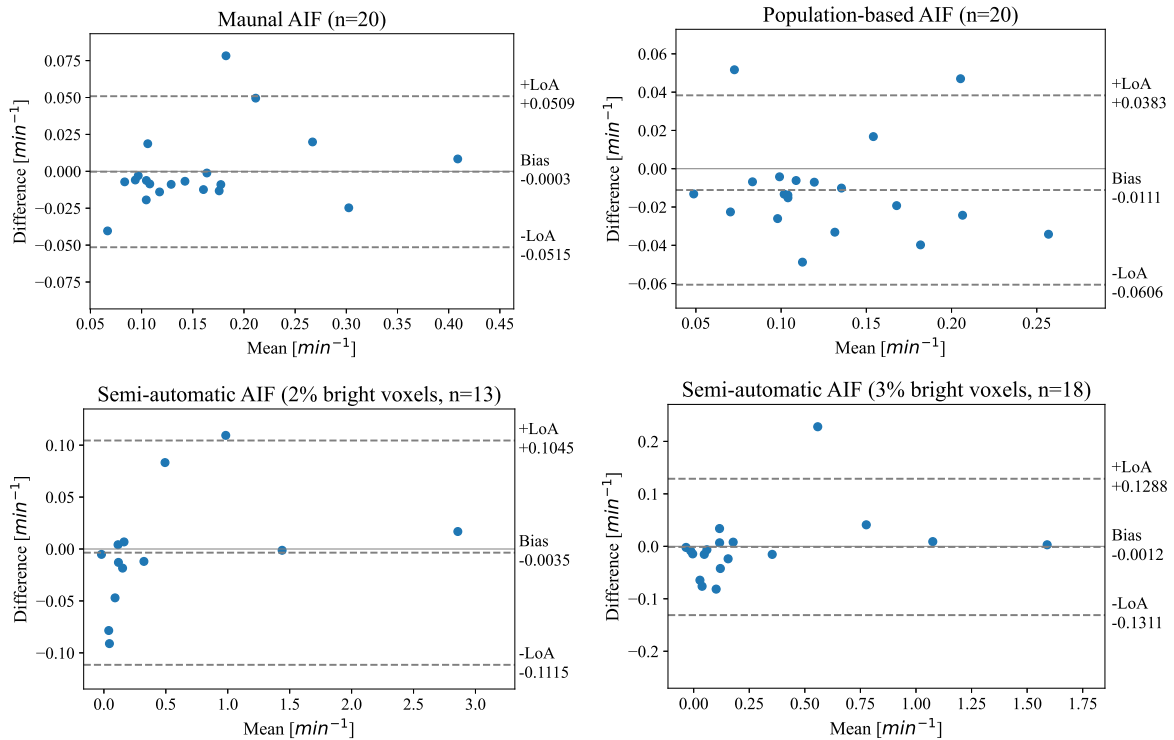 Maunal AIF (n=20)
0.075
0.050
0.025
0.000
−0.025
−0.050
−0.075
Difference [min⁻¹]
0.05
0.10
0.15
0.20
0.25
0.30
0.35
0.40
0.45
Mean [min⁻¹]
+LoA
+0.0509
Bias
-0.0003
-LoA
-0.0515
Population-based AIF (n=20)
0.06
0.04
0.02
0.00
−0.02
−0.04
−0.06
Difference [min⁻¹]
0.05
0.10
0.15
0.20
0.25
Mean [min⁻¹]
+LoA
+0.0383
Bias
-0.0111
-LoA
-0.0606
Semi-automatic AIF (2% bright voxels, n=13)
0.10
0.05
0.00
−0.05
−0.10
Difference [min⁻¹]
0.0
0.5
1.0
1.5
2.0
2.5
3.0
Mean [min⁻¹]
+LoA
+0.1045
Bias
-0.0035
-LoA
-0.1115
Semi-automatic AIF (3% bright voxels, n=18)
0.2
0.1
0.0
−0.1
−0.2
Difference [min⁻¹]
0.00
0.25
0.50
0.75
1.00
1.25
1.50
1.75
Mean [min⁻¹]
+LoA
+0.1288
Bias
-0.0012
-LoA
-0.1311